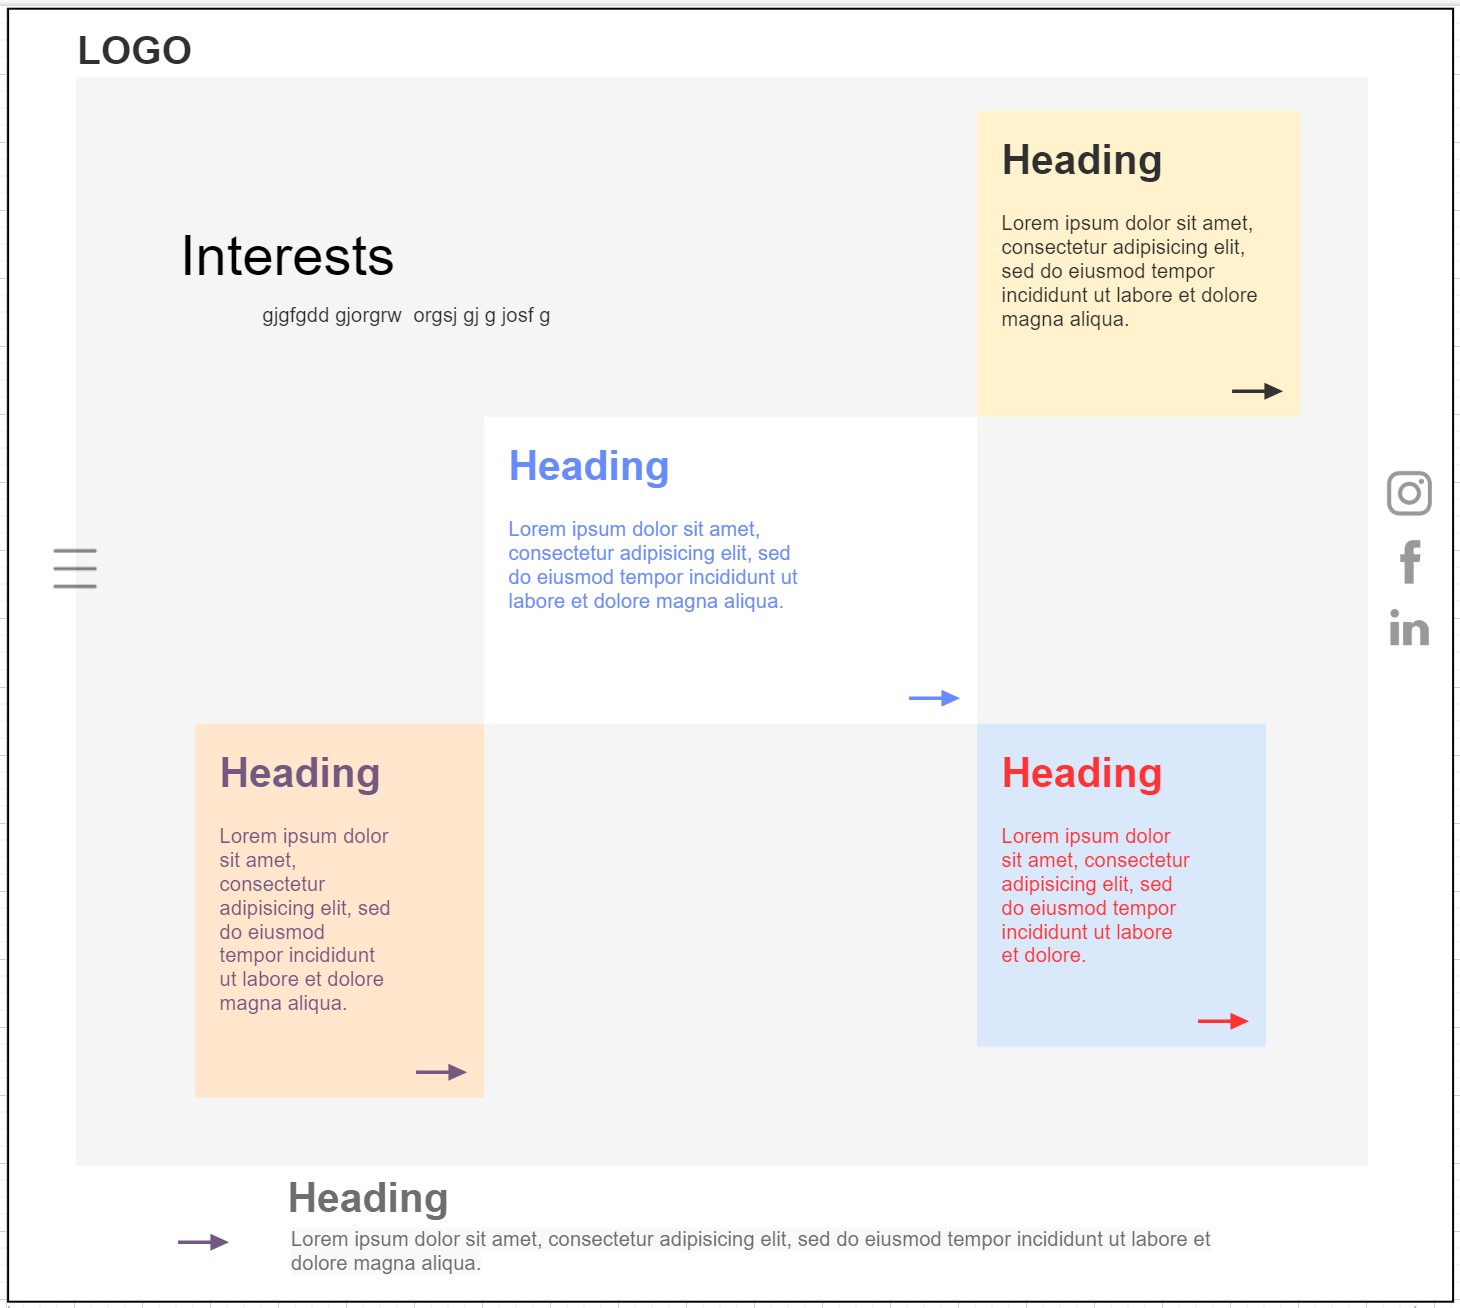 LOGO
Heading
Lorem ipsum dolor sit amet,
consectetur adipisicing elit,
sed do eiusmod tempor
incididunt ut labore et dolore
magna aliqua.
Interests
gjgfgdd gjorgrw  orgsj gj g josf g
Heading
Lorem ipsum dolor sit amet,
consectetur adipisicing elit, sed
do eiusmod tempor incididunt ut
labore et dolore magna aliqua.
Heading
Lorem ipsum dolor
sit amet,
consectetur
adipisicing elit, sed
do eiusmod
tempor incididunt
ut labore et dolore
magna aliqua.
Heading
Lorem ipsum dolor
sit amet, consectetur
adipisicing elit, sed
do eiusmod tempor
incididunt ut labore
et dolore.
Heading
Lorem ipsum dolor sit amet, consectetur adipisicing elit, sed do eiusmod tempor incididunt ut labore et
dolore magna aliqua.